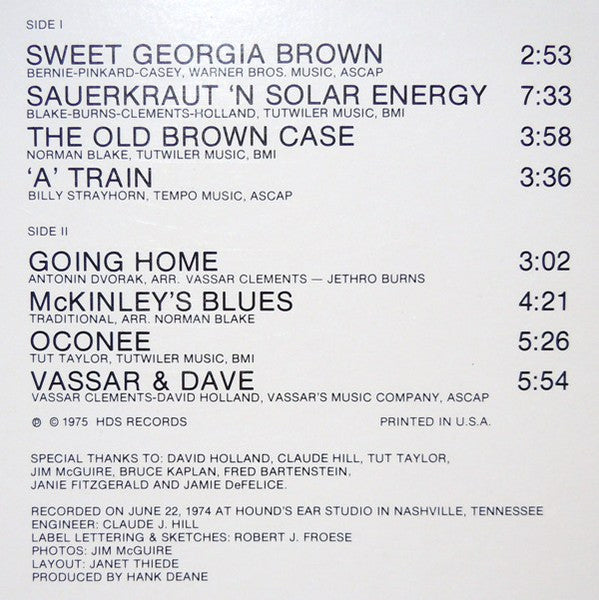 SIDE I
SWEET GEORGIA BROWN 2:53
BERNIE-PINKARD-CASEY, WARNER BROS. MUSIC, ASCAP
SAUERKRAUT 'N SOLAR ENERGY 7:33
BLAKE-BURNS-CLEMENTS-HOLLAND, TUTWILER MUSIC, BMI
THE OLD BROWN CASE 3:58
NORMAN BLAKE, TUTWILER MUSIC, BMI
'A' TRAIN 3:36
BILLY STRAYHORN, TEMPO MUSIC, ASCAP
SIDE II
GOING HOME 3:02
ANTONIN DVORAK, ARR. VASSAR CLEMENTS — JETHRO BURNS
McKINLEY'S BLUES 4:21
TRADITIONAL, ARR. NORMAN BLAKE
OCONEE 5:26
TUT TAYLOR, TUTWILER MUSIC, BMI
VASSAR & DAVE 5:54
VASSAR CLEMENTS-DAVID HOLLAND, VASSAR'S MUSIC COMPANY, ASCAP
℗ © 1975 HDS RECORDS PRINTED IN U.S.A.
SPECIAL THANKS TO: DAVID HOLLAND, CLAUDE HILL, TUT TAYLOR,
JIM McGUIRE, BRUCE KAPLAN, FRED BARTENSTEIN,
JANIE FITZGERALD AND JAMIE DeFELICE.
RECORDED ON JUNE 22, 1974 AT HOUND'S EAR STUDIO IN NASHVILLE, TENNESSEE
ENGINEER: CLAUDE J. HILL
LABEL LETTERING & SKETCHES: ROBERT J. FROESE
PHOTOS: JIM McGUIRE
LAYOUT: JANET THIEDE
PRODUCED BY HANK DEANE